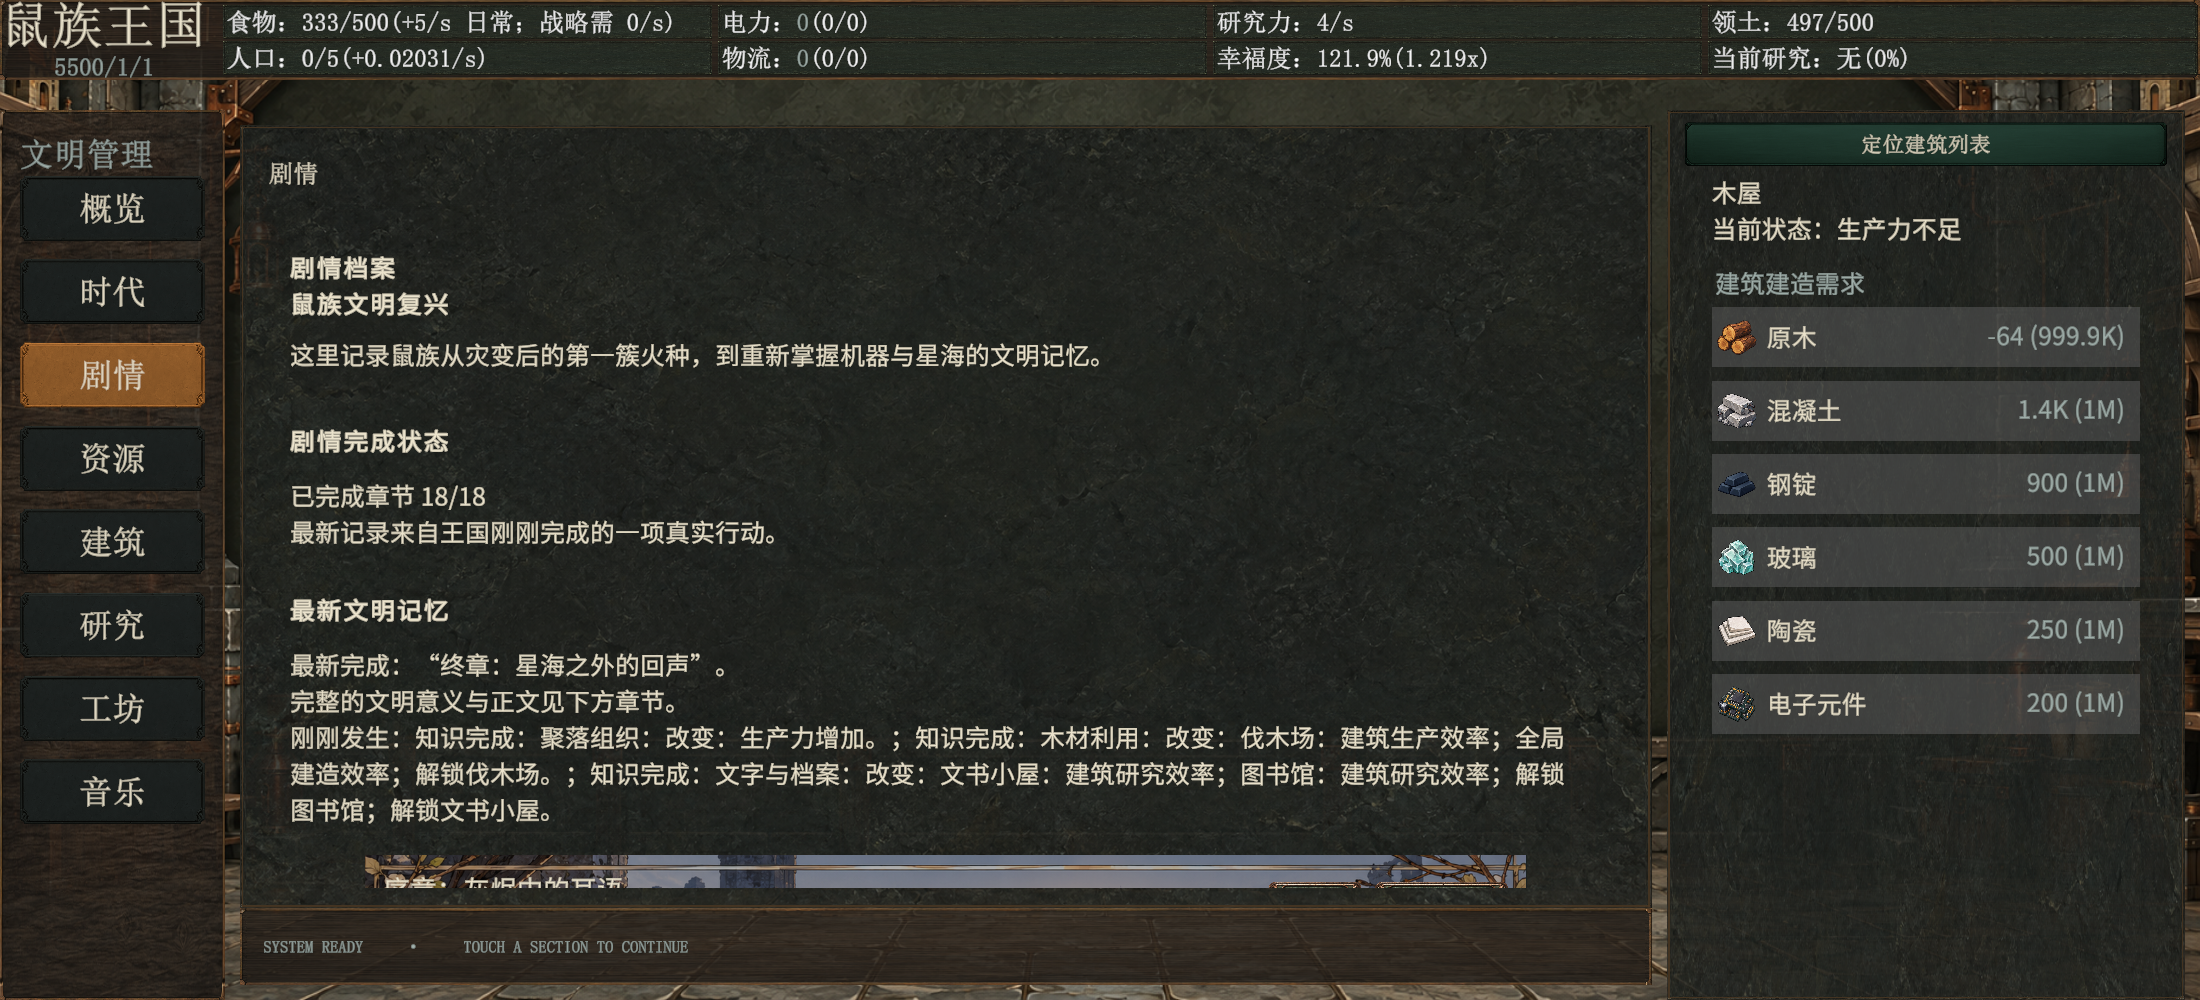 鼠族王国
5500/1/1
食物：333/500(+5/s 日常；战略需 0/s)
电力：0(0/0)
研究力：4/s
领土：497/500
人口：0/5(+0.02031/s)
物流：0(0/0)
幸福度：121.9%(1.219x)
当前研究：无(0%)
文明管理
概览
时代
剧情
资源
建筑
研究
工坊
音乐
剧情
剧情档案
鼠族文明复兴
这里记录鼠族从灾变后的第一簇火种，到重新掌握机器与星海的文明记忆。
剧情完成状态
已完成章节 18/18
最新记录来自王国刚刚完成的一项真实行动。
最新文明记忆
最新完成：“终章：星海之外的回声”。
完整的文明意义与正文见下方章节。
刚刚发生：知识完成：聚落组织：改变：生产力增加。；知识完成：木材利用：改变：伐木场：建筑生产效率；全局
建造效率；解锁伐木场。；知识完成：文字与档案：改变：文书小屋：建筑研究效率；图书馆：建筑研究效率；解锁
图书馆；解锁文书小屋。
SYSTEM READY • TOUCH A SECTION TO CONTINUE
定位建筑列表
木屋
当前状态：生产力不足
建筑建造需求
原木 -64 (999.9K)
混凝土 1.4K (1M)
钢锭 900 (1M)
玻璃 500 (1M)
陶瓷 250 (1M)
电子元件 200 (1M)